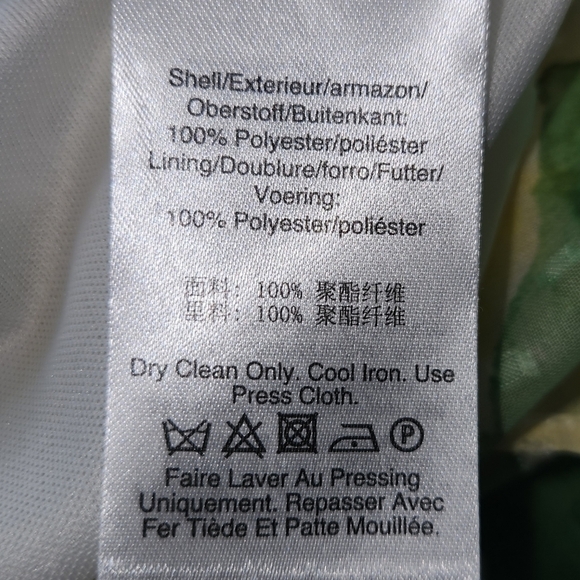 Shell/Exterieur/armazon/
Oberstoff/Buitenkant:
100% Polyester/poliéster
Lining/Doublure/forro/Futter/
Voering:
100% Polyester/poliéster
面料: 100% 聚酯纤维
里料: 100% 聚酯纤维
Dry Clean Only. Cool Iron. Use
Press Cloth.
P
Faire Laver Au Pressing
Uniquement. Repasser Avec
Fer Tiède Et Patte Mouillée.